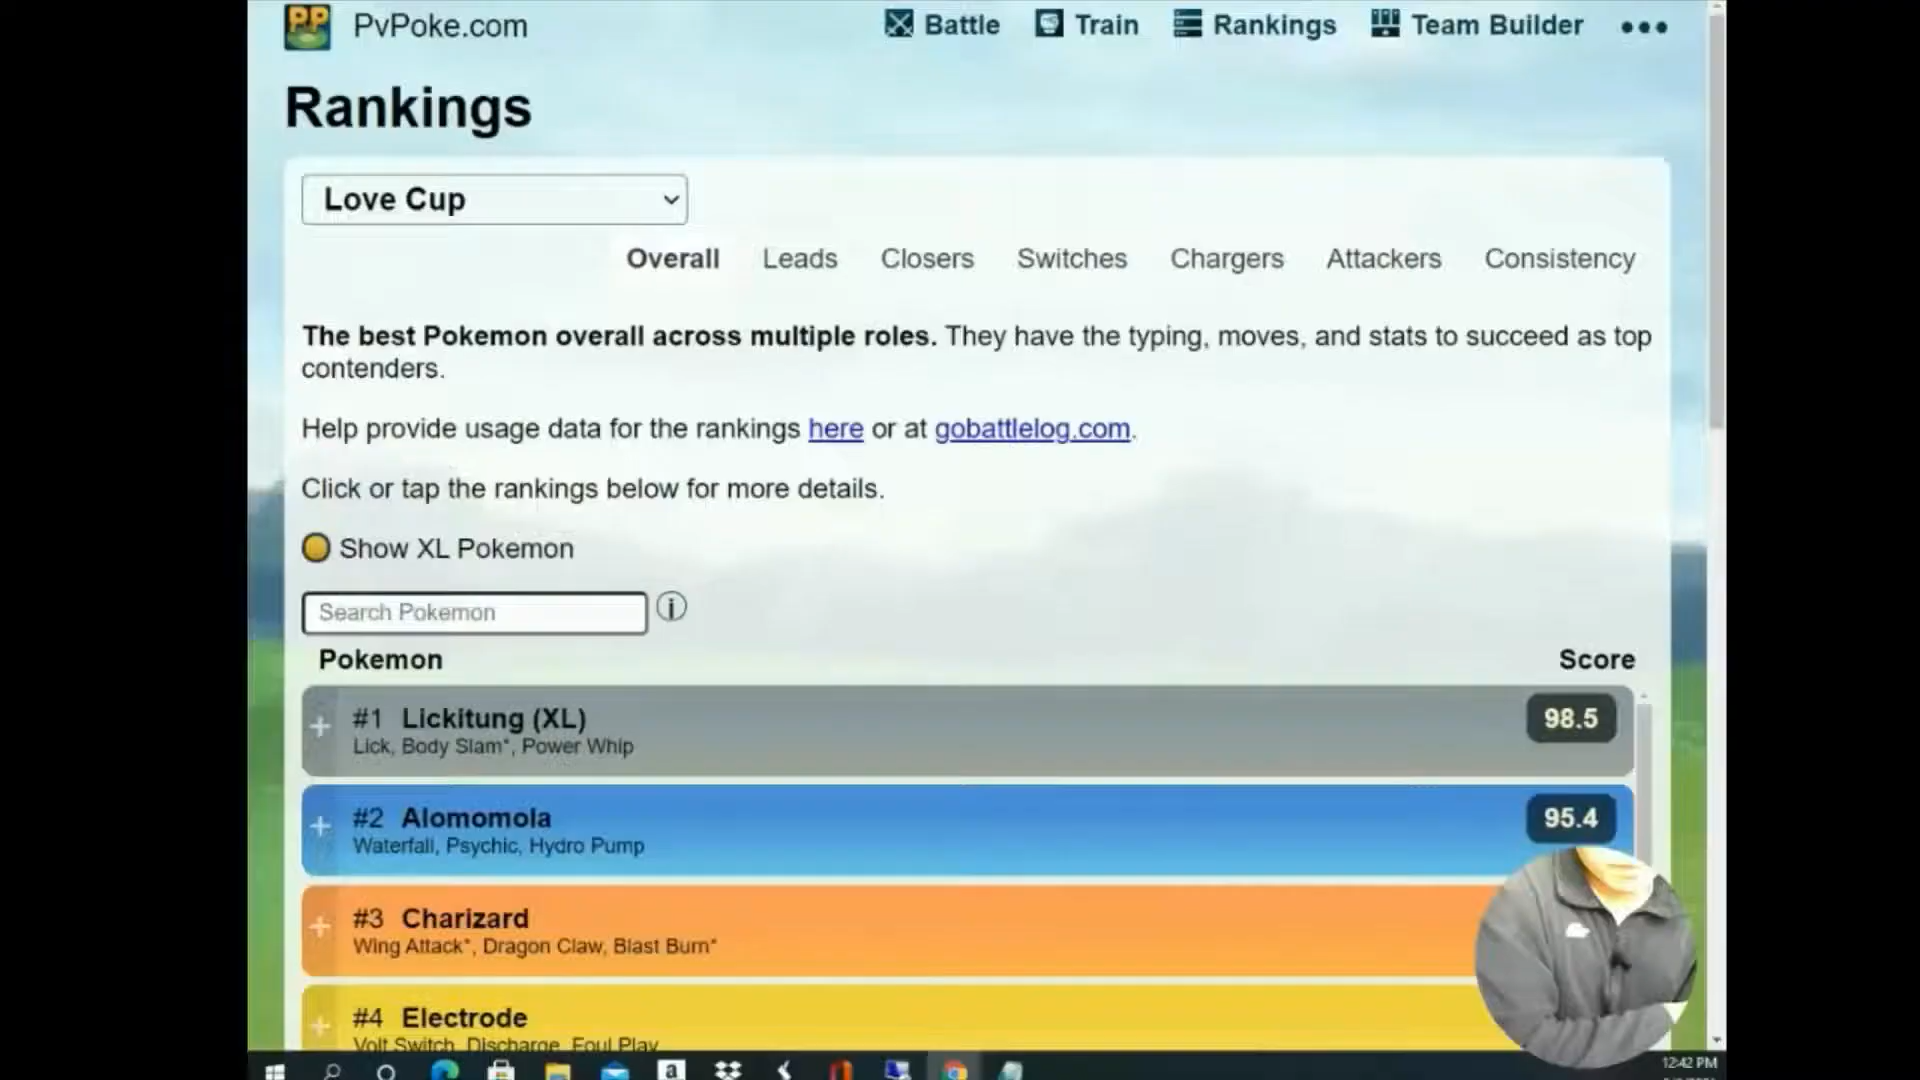 PvPoke.com
Battle
Train
Rankings
Team Builder
Rankings
Love Cup
Overall
Leads
Closers
Switches
Chargers
Attackers
Consistency
The best Pokemon overall across multiple roles. They have the typing, moves, and stats to succeed as top
contenders.
Help provide usage data for the rankings here or at gobattlelog.com.
Click or tap the rankings below for more details.
Show XL Pokemon
Search Pokemon
Pokemon
Score
#1 Lickitung (XL)
98.5
Lick, Body Slam*, Power Whip
#2 Alomomola
95.4
Waterfall, Psychic, Hydro Pump
#3 Charizard
Wing Attack*, Dragon Claw, Blast Burn*
#4 Electrode
Volt Switch, Discharge, Foul Play
12:42 PM